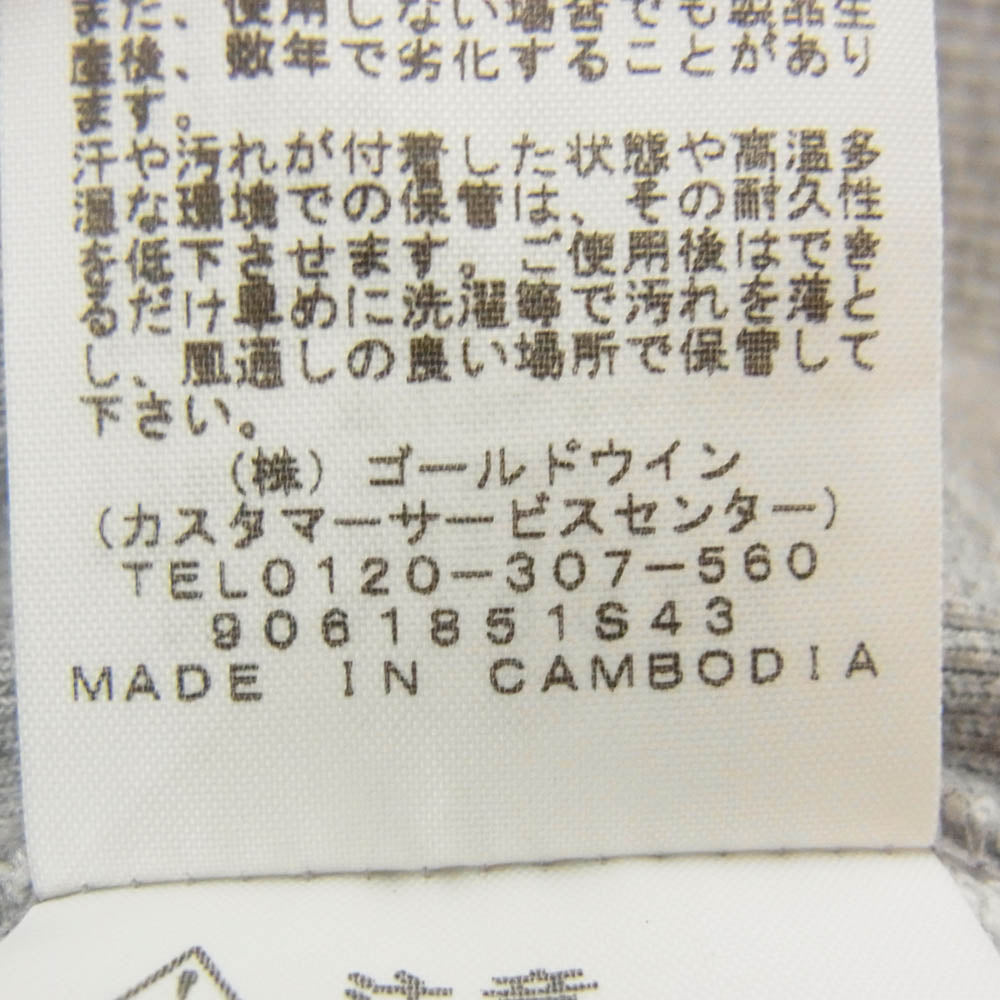 また、使用しない場合でも製品生
産後、数年で劣化することがあり
ます。
汗や汚れが付着した状態や高温多
湿な環境での保管は、その耐久性
を低下させます。ご使用後はできる
だけ早めに洗濯等で汚れを落とし
、風通しの良い場所で保管して
下さい。
(株) ゴールドウイン
(カスタマーサービスセンター)
TEL0120-307-560
9061851S43
MADE IN CAMBODIA